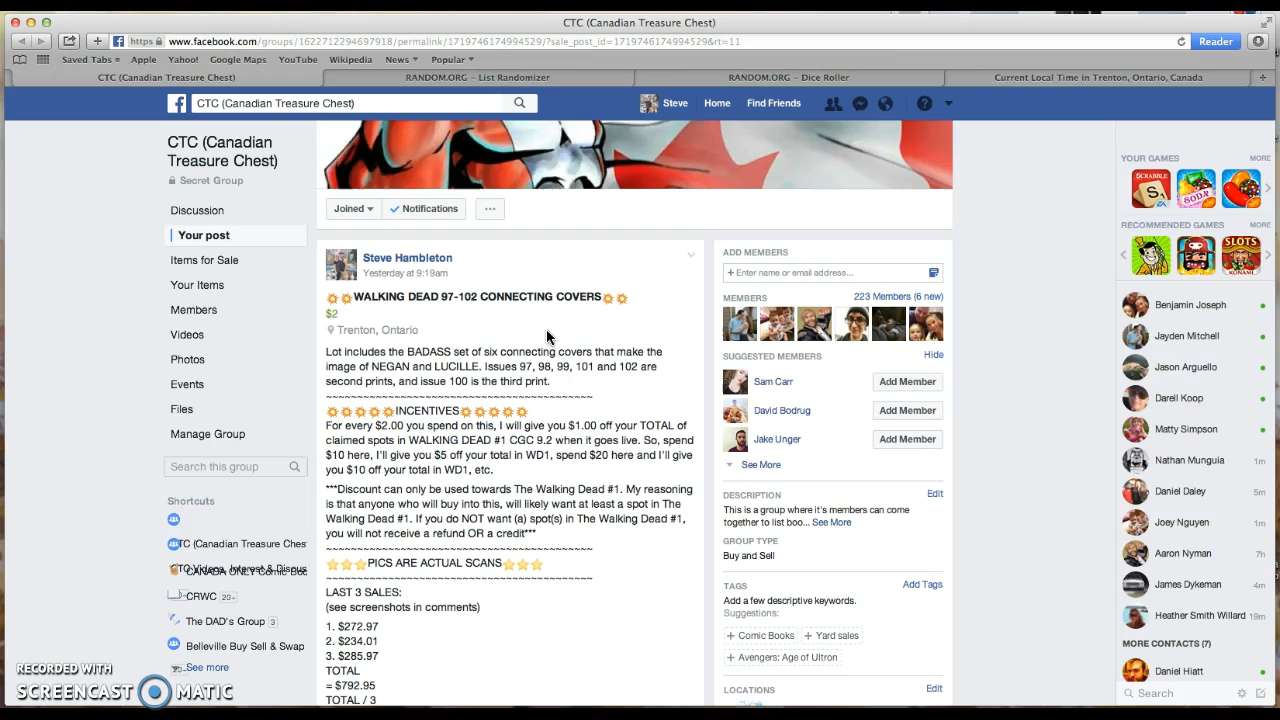 CTC (Canadian Treasure Chest)
https www.facebook.com/groups/1622712294697918/permalink/1719746174994529/?sale_post_id=1719746174994529&rt=11
Reader
Saved Tabs Apple Yahoo! Google Maps YouTube Wikipedia News Popular
CTC (Canadian Treasure Chest) RANDOM.ORG – List Randomizer RANDOM.ORG – Dice Roller Current Local Time in Trenton, Ontario, Canada
CTC (Canadian Treasure Chest)
Steve Home Find Friends
CTC (Canadian
Treasure Chest)
Secret Group
Discussion
Your post
Items for Sale
Your Items
Members
Videos
Photos
Events
Files
Manage Group
Search this group
Shortcuts
TC (Canadian Treasure Ches
CRWC 20+
The DAD's Group 3
Belleville Buy Sell & Swap
See more
Joined Notifications
Steve Hambleton
Yesterday at 9:19am
WALKING DEAD 97-102 CONNECTING COVERS
$2
Trenton, Ontario
Lot includes the BADASS set of six connecting covers that make the
image of NEGAN and LUCILLE. Issues 97, 98, 99, 101 and 102 are
second prints, and issue 100 is the third print.
~~~~~~~~~~~~~~~~~~~~~~~~~~~~~~~~~~~~~~
INCENTIVES
For every $2.00 you spend on this, I will give you $1.00 off your TOTAL of
claimed spots in WALKING DEAD #1 CGC 9.2 when it goes live. So, spend
$10 here, I'll give you $5 off your total in WD1, spend $20 here and I'll give
you $10 off your total in WD1, etc.
***Discount can only be used towards The Walking Dead #1. My reasoning
is that anyone who will buy into this, will likely want at least a spot in The
Walking Dead #1. If you do NOT want (a) spot(s) in The Walking Dead #1,
you will not receive a refund OR a credit***
~~~~~~~~~~~~~~~~~~~~~~~~~~~~~~~~~~~~~~
PICS ARE ACTUAL SCANS
~~~~~~~~~~~~~~~~~~~~~~~~~~~~~~~~~~~~~~
LAST 3 SALES:
(see screenshots in comments)
1. $272.97
2. $234.01
3. $285.97
TOTAL
= $792.95
TOTAL / 3
ADD MEMBERS
+ Enter name or email address...
MEMBERS 223 Members (6 new)
SUGGESTED MEMBERS Hide
Sam Carr Add Member
David Bodrug Add Member
Jake Unger Add Member
See More
DESCRIPTION Edit
This is a group where it's members can come
together to list boo... See More
GROUP TYPE
Buy and Sell
TAGS Add Tags
Add a few descriptive keywords.
Suggestions:
+ Comic Books + Yard sales
+ Avengers: Age of Ultron
LOCATIONS Edit
YOUR GAMES MORE
SCRABBLE
SODA
RECOMMENDED GAMES MORE
SLOTS
KONAMI
Benjamin Joseph
Jayden Mitchell
Jason Arguello
Darell Koop
Matty Simpson
Nathan Munguia 1m
Daniel Daley 5m
Joey Nguyen 1m
Aaron Nyman 7h
James Dykeman 4m
Heather Smith Willard 19m
MORE CONTACTS (7)
Daniel Hiatt
Search
RECORDED WITH
SCREENCAST MATIC